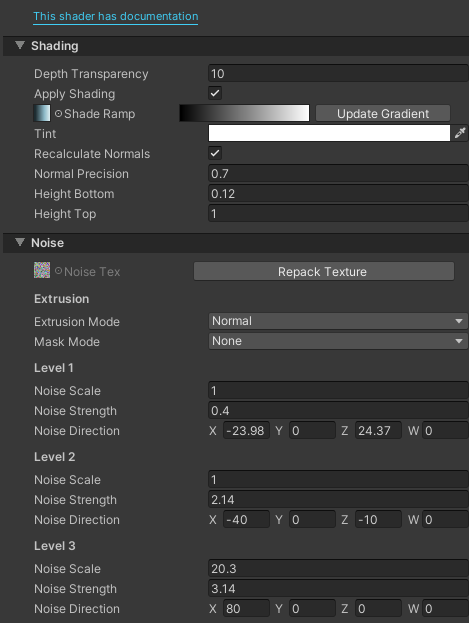 This shader has documentation
Shading
Depth Transparency 10
Apply Shading
Shade Ramp Update Gradient
Tint
Recalculate Normals
Normal Precision 0.7
Height Bottom 0.12
Height Top 1
Noise
Noise Tex Repack Texture
Extrusion
Extrusion Mode Normal
Mask Mode None
Level 1
Noise Scale 1
Noise Strength 0.4
Noise Direction X -23.98 Y 0 Z 24.37 W 0
Level 2
Noise Scale 1
Noise Strength 2.14
Noise Direction X -40 Y 0 Z -10 W 0
Level 3
Noise Scale 20.3
Noise Strength 3.14
Noise Direction X 80 Y 0 Z 0 W 0